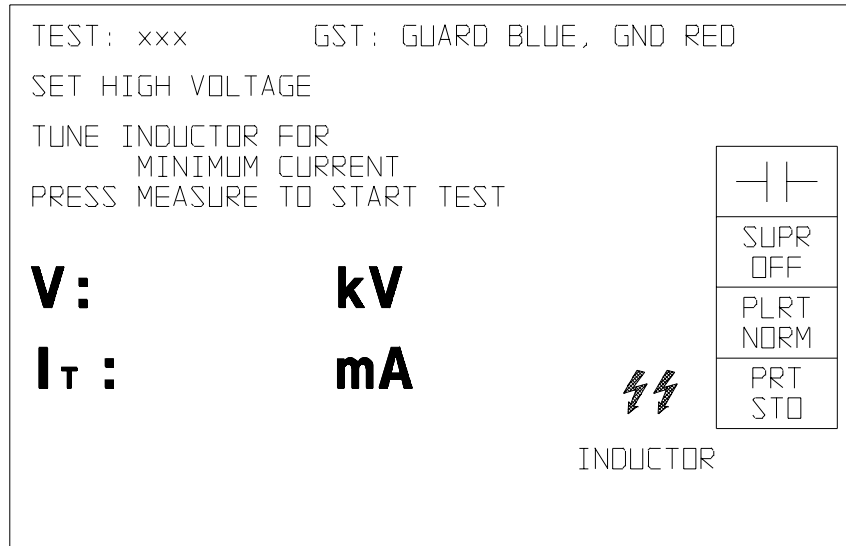 TEST: xxx GST: GUARD BLUE, GND RED
SET HIGH VOLTAGE
TUNE INDUCTOR FOR
MINIMUM CURRENT
PRESS MEASURE TO START TEST
SUPR
OFF
PLRT
NORM
PRT
STO
V: kV
IT: mA
INDUCTOR